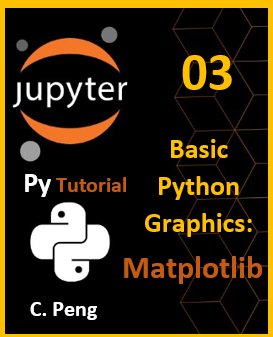 jupyter
Py Tutorial
C. Peng
03
Basic
Python
Graphics:
Matplotlib